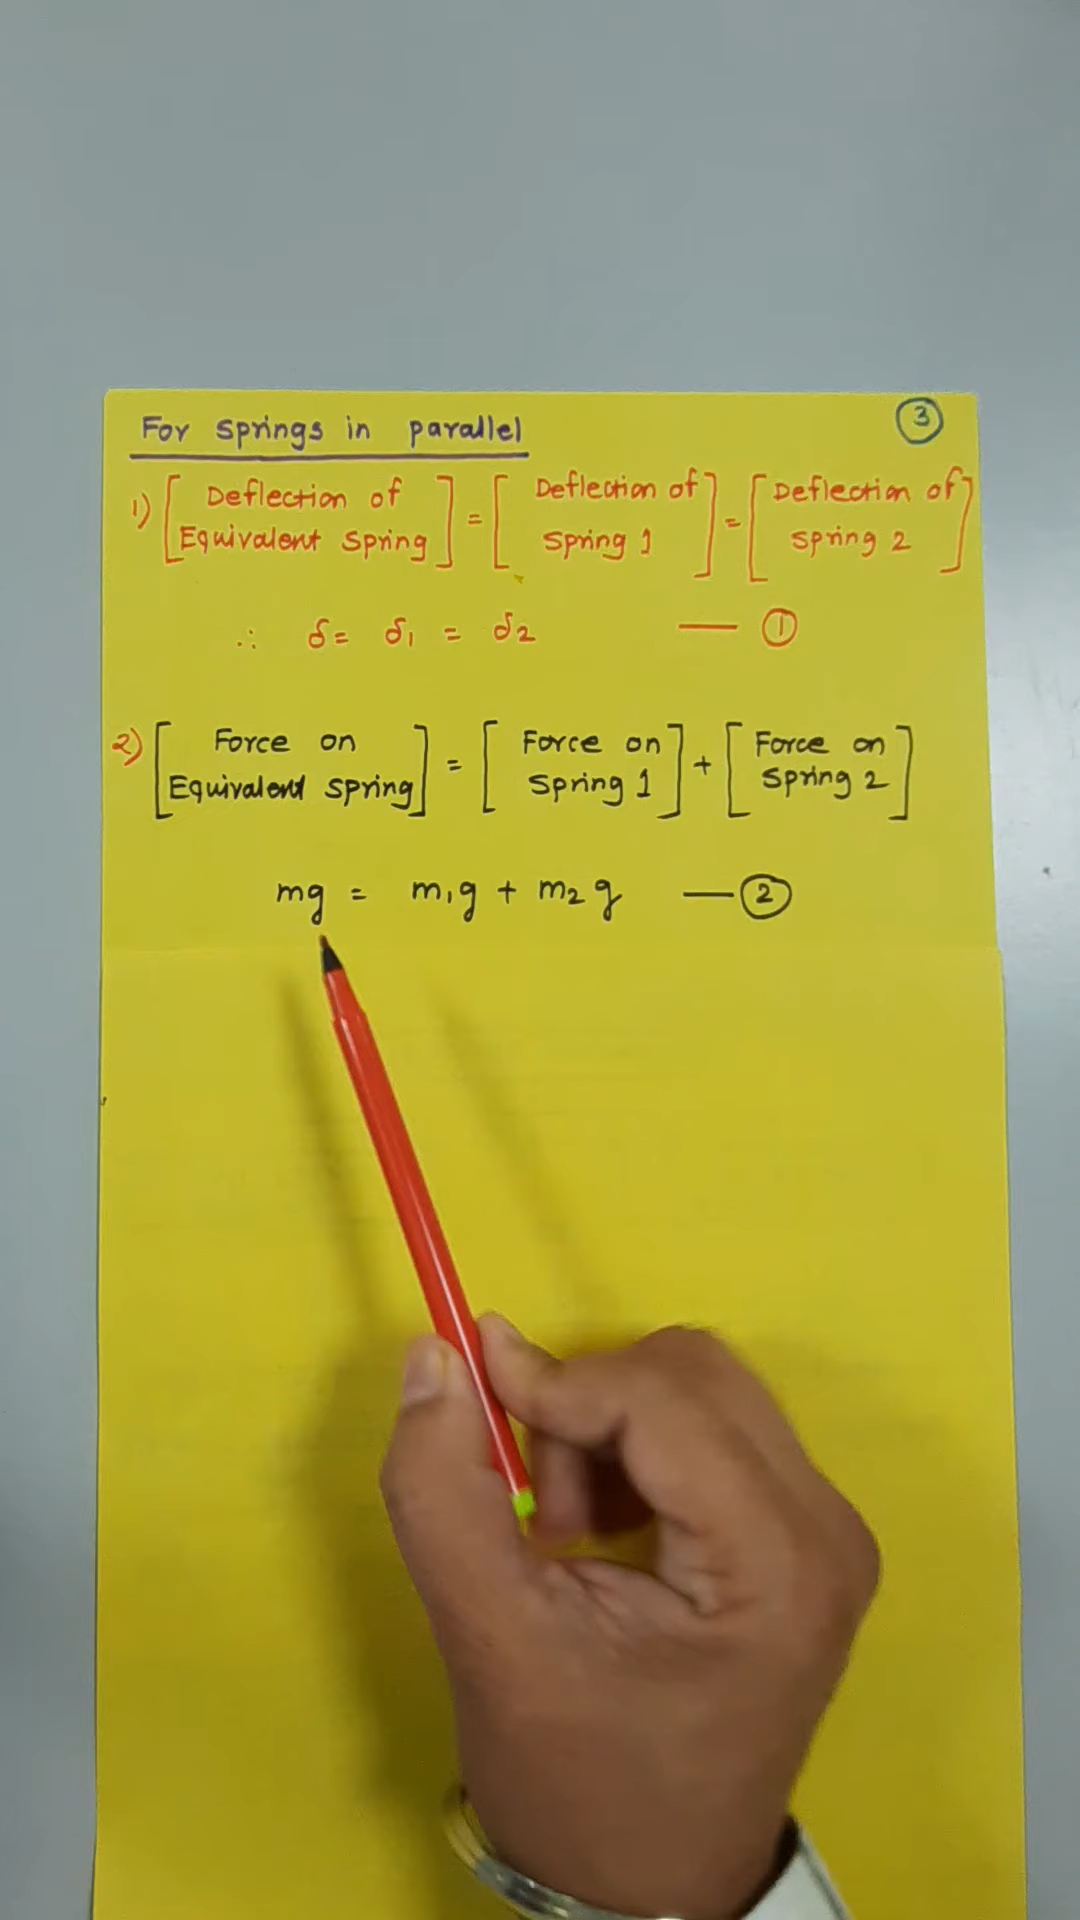 For springs in parallel
3
1) [Deflection of Equivalent Spring] = [Deflection of Spring 1] = [Deflection of Spring 2]
∴ δ = δ₁ = δ₂ — ①
2) [Force on Equivalent Spring] = [Force on Spring 1] + [Force on Spring 2]
mg = m₁g + m₂g — ②